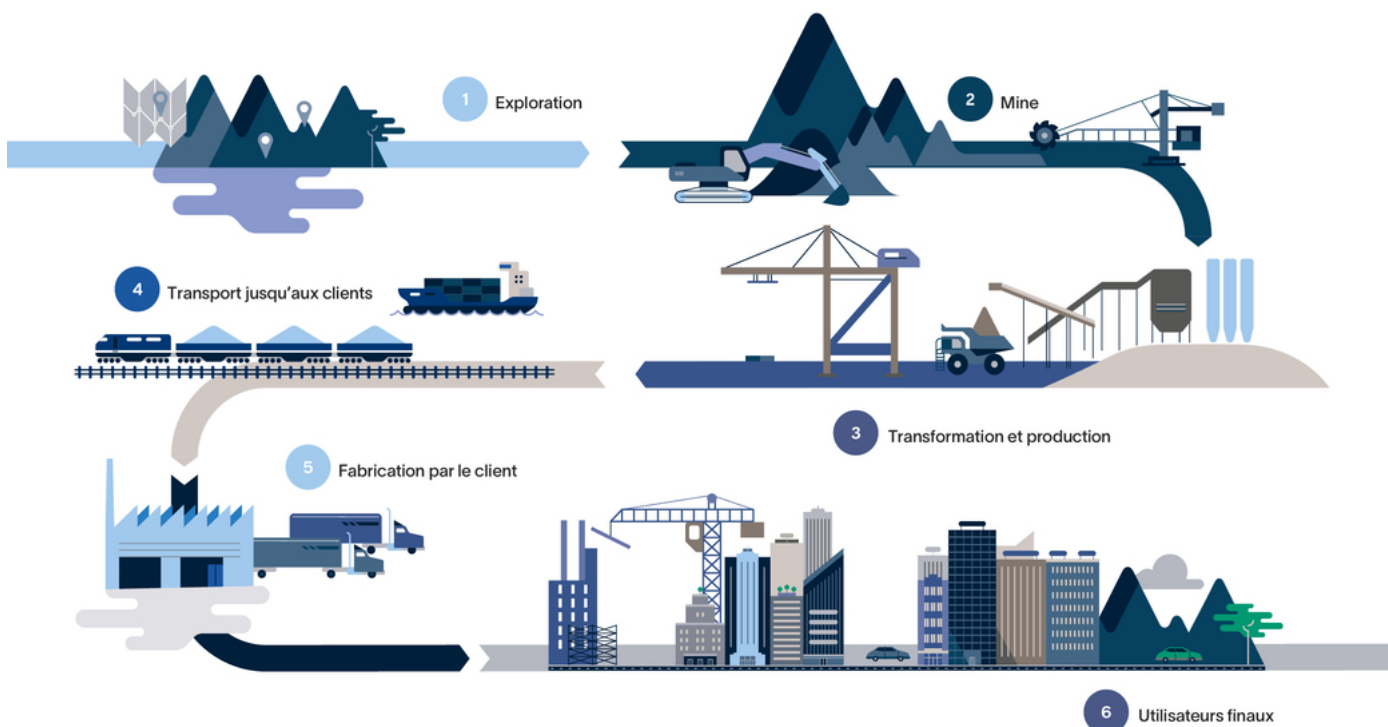 1 Exploration
2 Mine
3 Transformation et production
4 Transport jusqu'aux clients
5 Fabrication par le client
6 Utilisateurs finaux